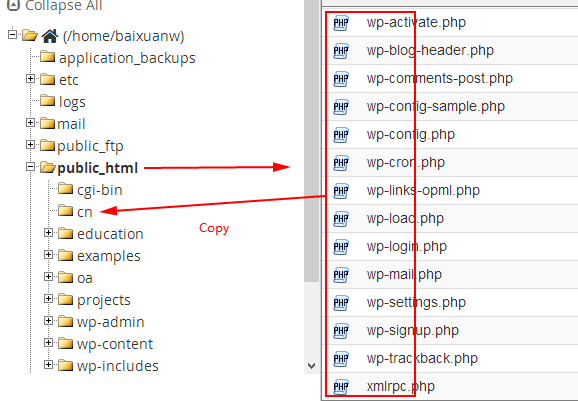 Collapse All
(/home/baixuanw)
application_backups
etc
logs
mail
public_ftp
public_html
cgi-bin
cn
education
examples
oa
projects
wp-admin
wp-content
wp-includes
Copy
PHP wp-activate.php
PHP wp-blog-header.php
PHP wp-comments-post.php
PHP wp-config-sample.php
PHP wp-config.php
PHP wp-cron.php
PHP wp-links-opml.php
PHP wp-load.php
PHP wp-login.php
PHP wp-mail.php
PHP wp-settings.php
PHP wp-signup.php
PHP wp-trackback.php
PHP xmlrpc.php